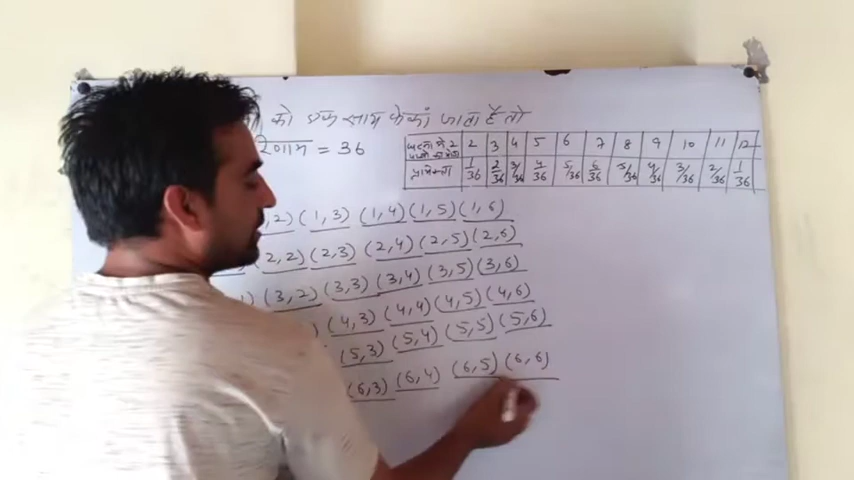 को एक साथ फेंका जाता है तो
= 36
2 3 4 5 6 7 8 9 10 11 12
1/36 2/36 3/36 4/36 5/36 6/36 5/36 4/36 3/36 2/36 1/36
,2) (1,3) (1,4) (1,5) (1,6)
(2,2) (2,3) (2,4) (2,5) (2,6)
(3,2) (3,3) (3,4) (3,5) (3,6)
(4,3) (4,4) (4,5) (4,6)
(5,3) (5,4) (5,5) (5,6)
(6,3) (6,4) (6,5) (6,6)